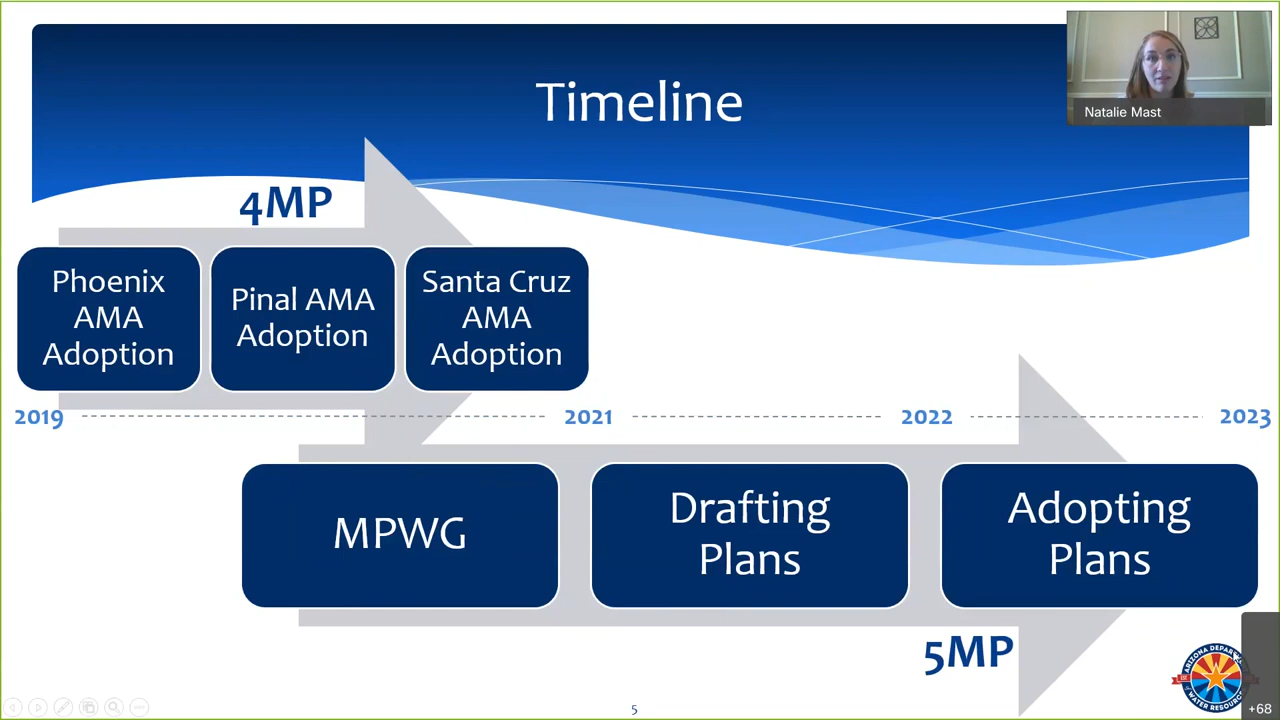 Timeline
Natalie Mast
4MP
Phoenix
AMA
Adoption
Pinal AMA
Adoption
Santa Cruz
AMA
Adoption
2019
2021
2022
2023
MPWG
Drafting
Plans
Adopting
Plans
5MP
5
+68